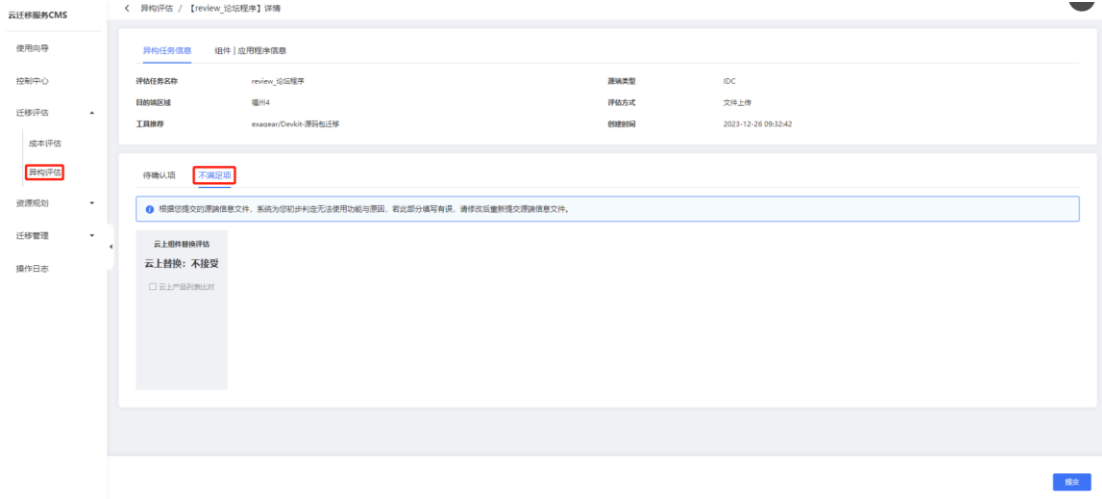 云迁移服务CMS
异构评估 / 【review_论坛程序】详情
使用向导
控制中心
迁移评估
成本评估
异构评估
资源规划
迁移管理
操作日志
异构任务信息 组件 | 应用程序信息
评估任务名称 review_论坛程序 源端类型 IDC
目的端区域 福州4 评估方式 文件上传
工具推荐 exagear/Devkit-源码包迁移 创建时间 2023-12-26 09:32:42
待确认项 不满足项
根据您提交的源端信息文件，系统为您初步判定无法使用功能与原因，若此部分填写有误，请修改后重新提交源端信息文件。
云上组件替换评估
云上替换：不接受
云上产品列表比对
提交